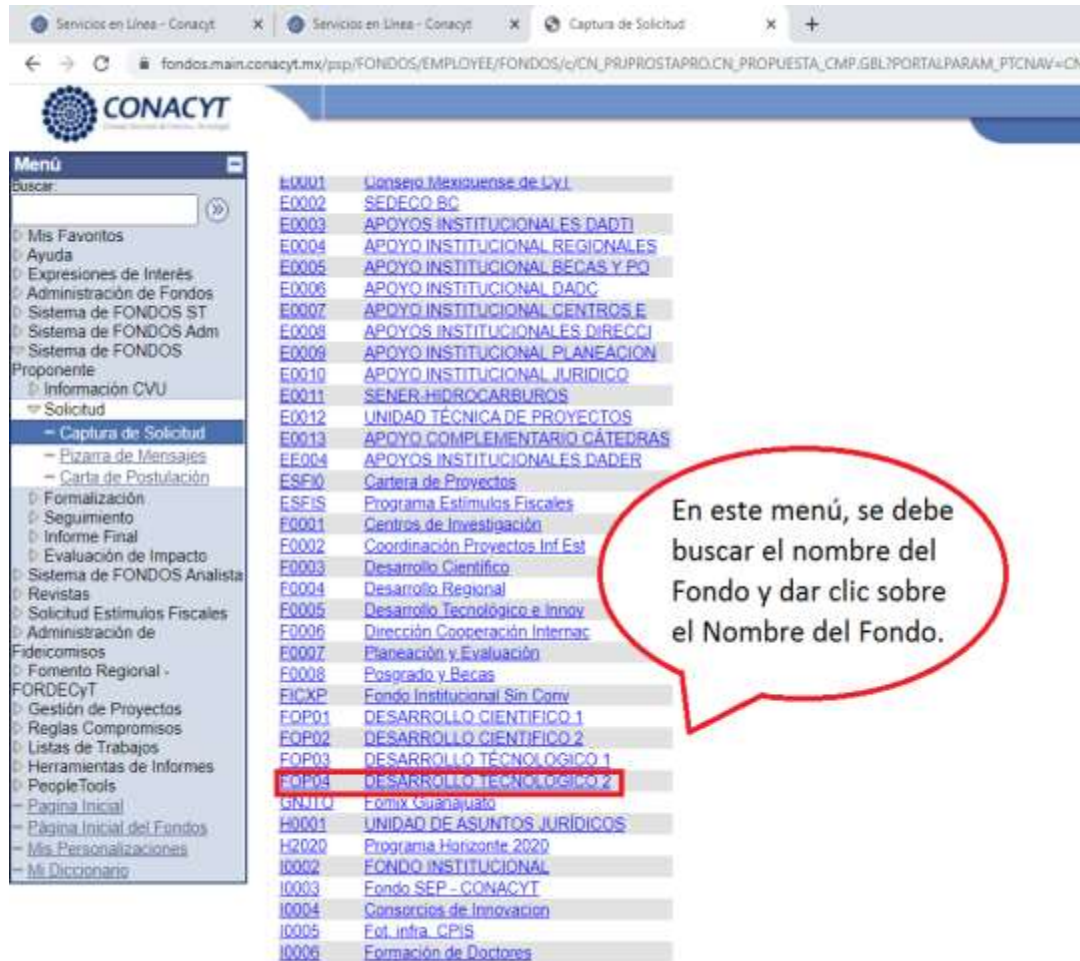 Servicios en Línea - Conacyt
Servicios en Línea - Conacyt
Captura de Solicitud
fondos.main.conacyt.mx/psp/FONDOS/EMPLOYEE/FONDOS/c/CN_PRJPROSTAPRO.CN_PROPUESTA_CMP.GBL?PORTALPARAM_PTCNAV=CN
CONACYT
Menú
Buscar:
Mis Favoritos
Ayuda
Expresiones de Interés
Administración de Fondos
Sistema de FONDOS ST
Sistema de FONDOS Adm
Sistema de FONDOS
Proponente
Información CVU
Solicitud
Captura de Solicitud
Pizarra de Mensajes
Carta de Postulación
Formalización
Seguimiento
Informe Final
Evaluación de Impacto
Sistema de FONDOS Analista
Revistas
Solicitud Estímulos Fiscales
Administración de
Fideicomisos
Fomento Regional -
FORDECyT
Gestión de Proyectos
Reglas Compromisos
Listas de Trabajos
Herramientas de Informes
PeopleTools
Pagina Inicial
Página Inicial del Fondos
Mis Personalizaciones
Mi Diccionario
E0001 Consejo Mexiquense de CyT
E0002 SEDECO BC
E0003 APOYOS INSTITUCIONALES DADTI
E0004 APOYO INSTITUCIONAL REGIONALES
E0005 APOYO INSTITUCIONAL BECAS Y PO
E0006 APOYO INSTITUCIONAL DADC
E0007 APOYO INSTITUCIONAL CENTROS E
E0008 APOYOS INSTITUCIONALES DIRECCI
E0009 APOYO INSTITUCIONAL PLANEACION
E0010 APOYO INSTITUCIONAL JURIDICO
E0011 SENER-HIDROCARBUROS
E0012 UNIDAD TÉCNICA DE PROYECTOS
E0013 APOYO COMPLEMENTARIO CÁTEDRAS
EE004 APOYOS INSTITUCIONALES DADER
ESFI0 Cartera de Proyectos
ESFIS Programa Estímulos Fiscales
F0001 Centros de Investigación
F0002 Coordinación Proyectos Inf Est
F0003 Desarrollo Científico
F0004 Desarrollo Regional
F0005 Desarrollo Tecnológico e Innov
F0006 Dirección Cooperación Internac
F0007 Planeación y Evaluación
F0008 Posgrado y Becas
FICXP Fondo Institucional Sin Conv
FOP01 DESARROLLO CIENTIFICO 1
FOP02 DESARROLLO CIENTIFICO 2
FOP03 DESARROLLO TÉCNOLOGICO 1
FOP04 DESARROLLO TECNOLOGICO 2
GNJTO Fomix Guanajuato
H0001 UNIDAD DE ASUNTOS JURÍDICOS
H2020 Programa Horizonte 2020
I0002 FONDO INSTITUCIONAL
I0003 Fondo SEP - CONACYT
I0004 Consorcios de Innovacion
I0005 Fot. infra. CPIS
I0006 Formación de Doctores
En este menú, se debe
buscar el nombre del
Fondo y dar clic sobre
el Nombre del Fondo.